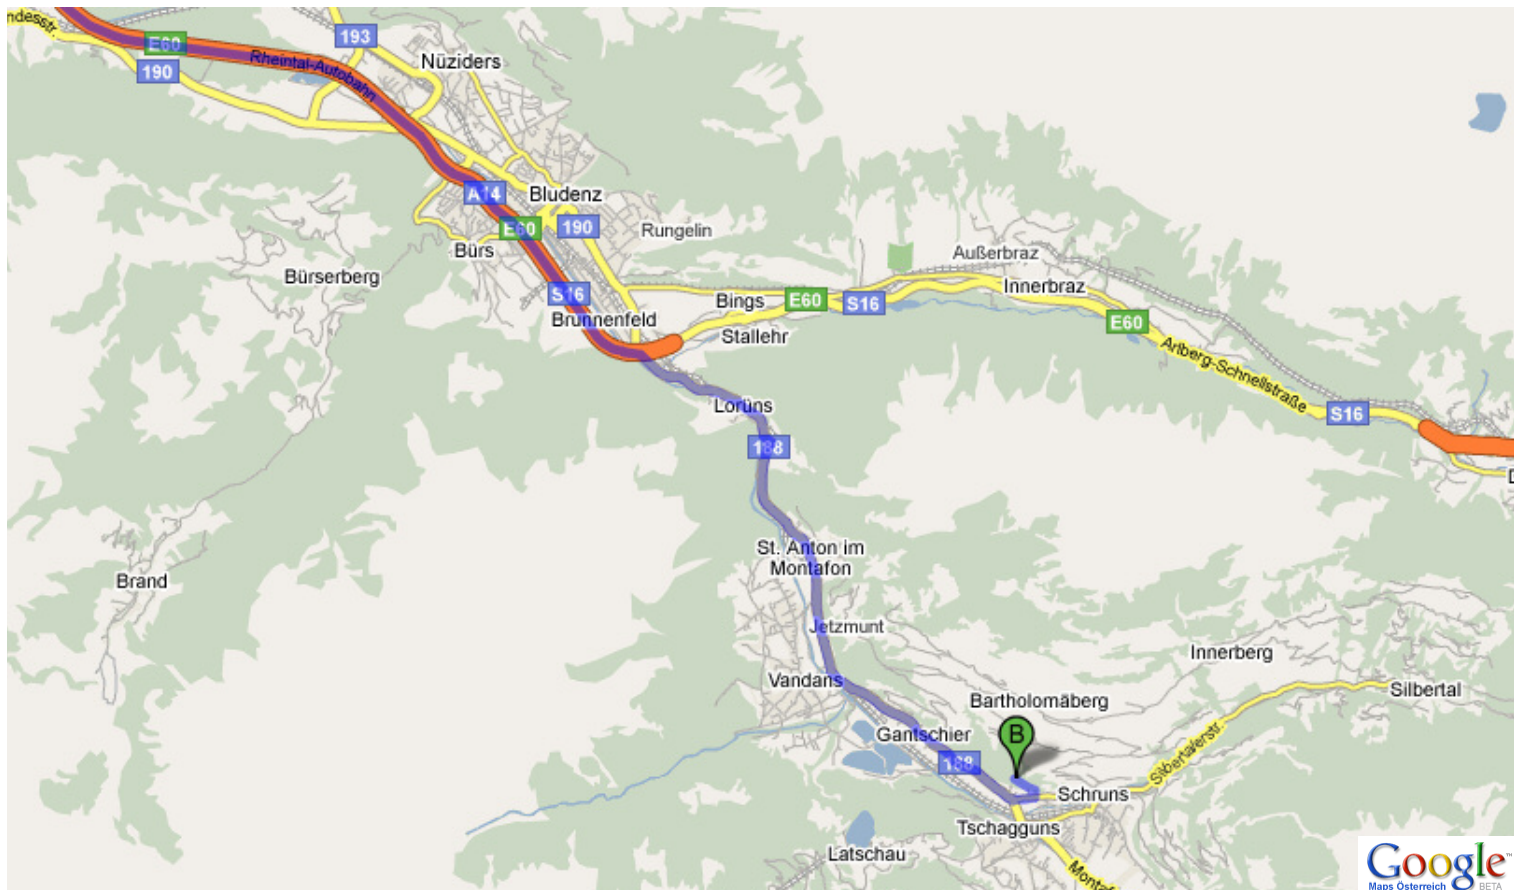 ndesstr.
E60
193
190
Rheintal-Autobahn
Nüziders
A14
Bludenz
E60
190
Rungelin
Bürs
Bürserberg
Außerbraz
S16
Bings
E60
S16
Innerbraz
Brunnenfeld
Stallehr
E60
Arlberg-Schnellstraße
Lorüns
S16
188
D
St. Anton im
Montafon
Brand
Jetzmunt
Innerberg
Vandans
Silbertal
Bartholomäberg
Gantschier
B
Silbertalerstr.
188
Schruns
Tschagguns
Latschau
Montaf
Google™
Maps Österreich BETA